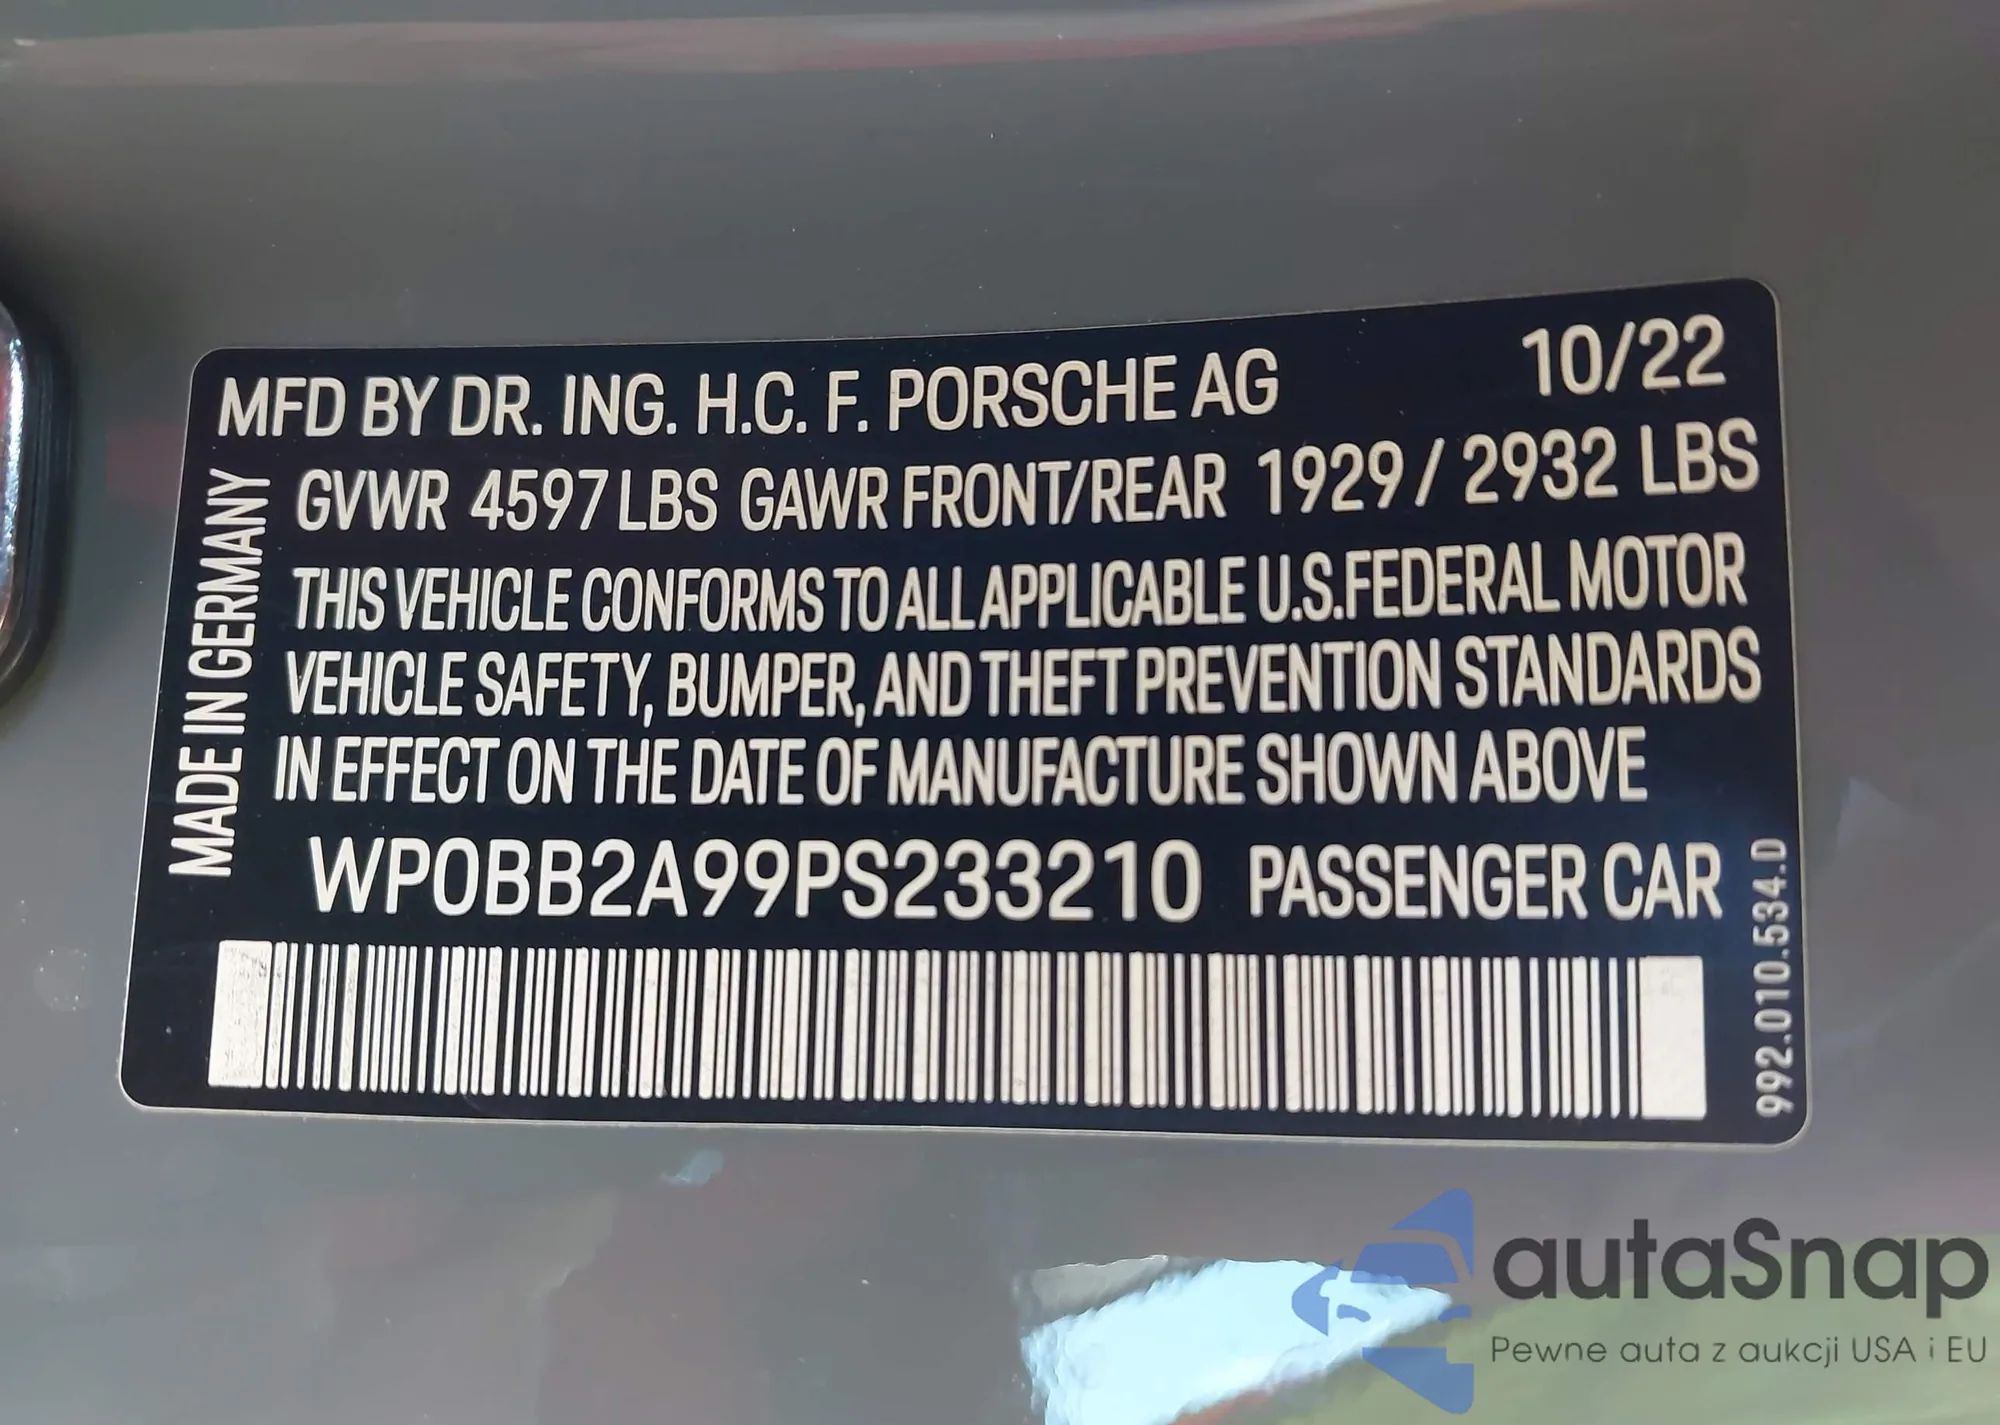 MFD BY DR. ING. H.C. F. PORSCHE AG 10/22
GVWR 4597 LBS GAWR FRONT/REAR 1929 / 2932 LBS
THIS VEHICLE CONFORMS TO ALL APPLICABLE U.S.FEDERAL MOTOR
VEHICLE SAFETY, BUMPER, AND THEFT PREVENTION STANDARDS
IN EFFECT ON THE DATE OF MANUFACTURE SHOWN ABOVE
WP0BB2A99PS233210 PASSENGER CAR
MADE IN GERMANY
992.010.534.D
autaSnap
Pewne auta z aukcji USA i EU